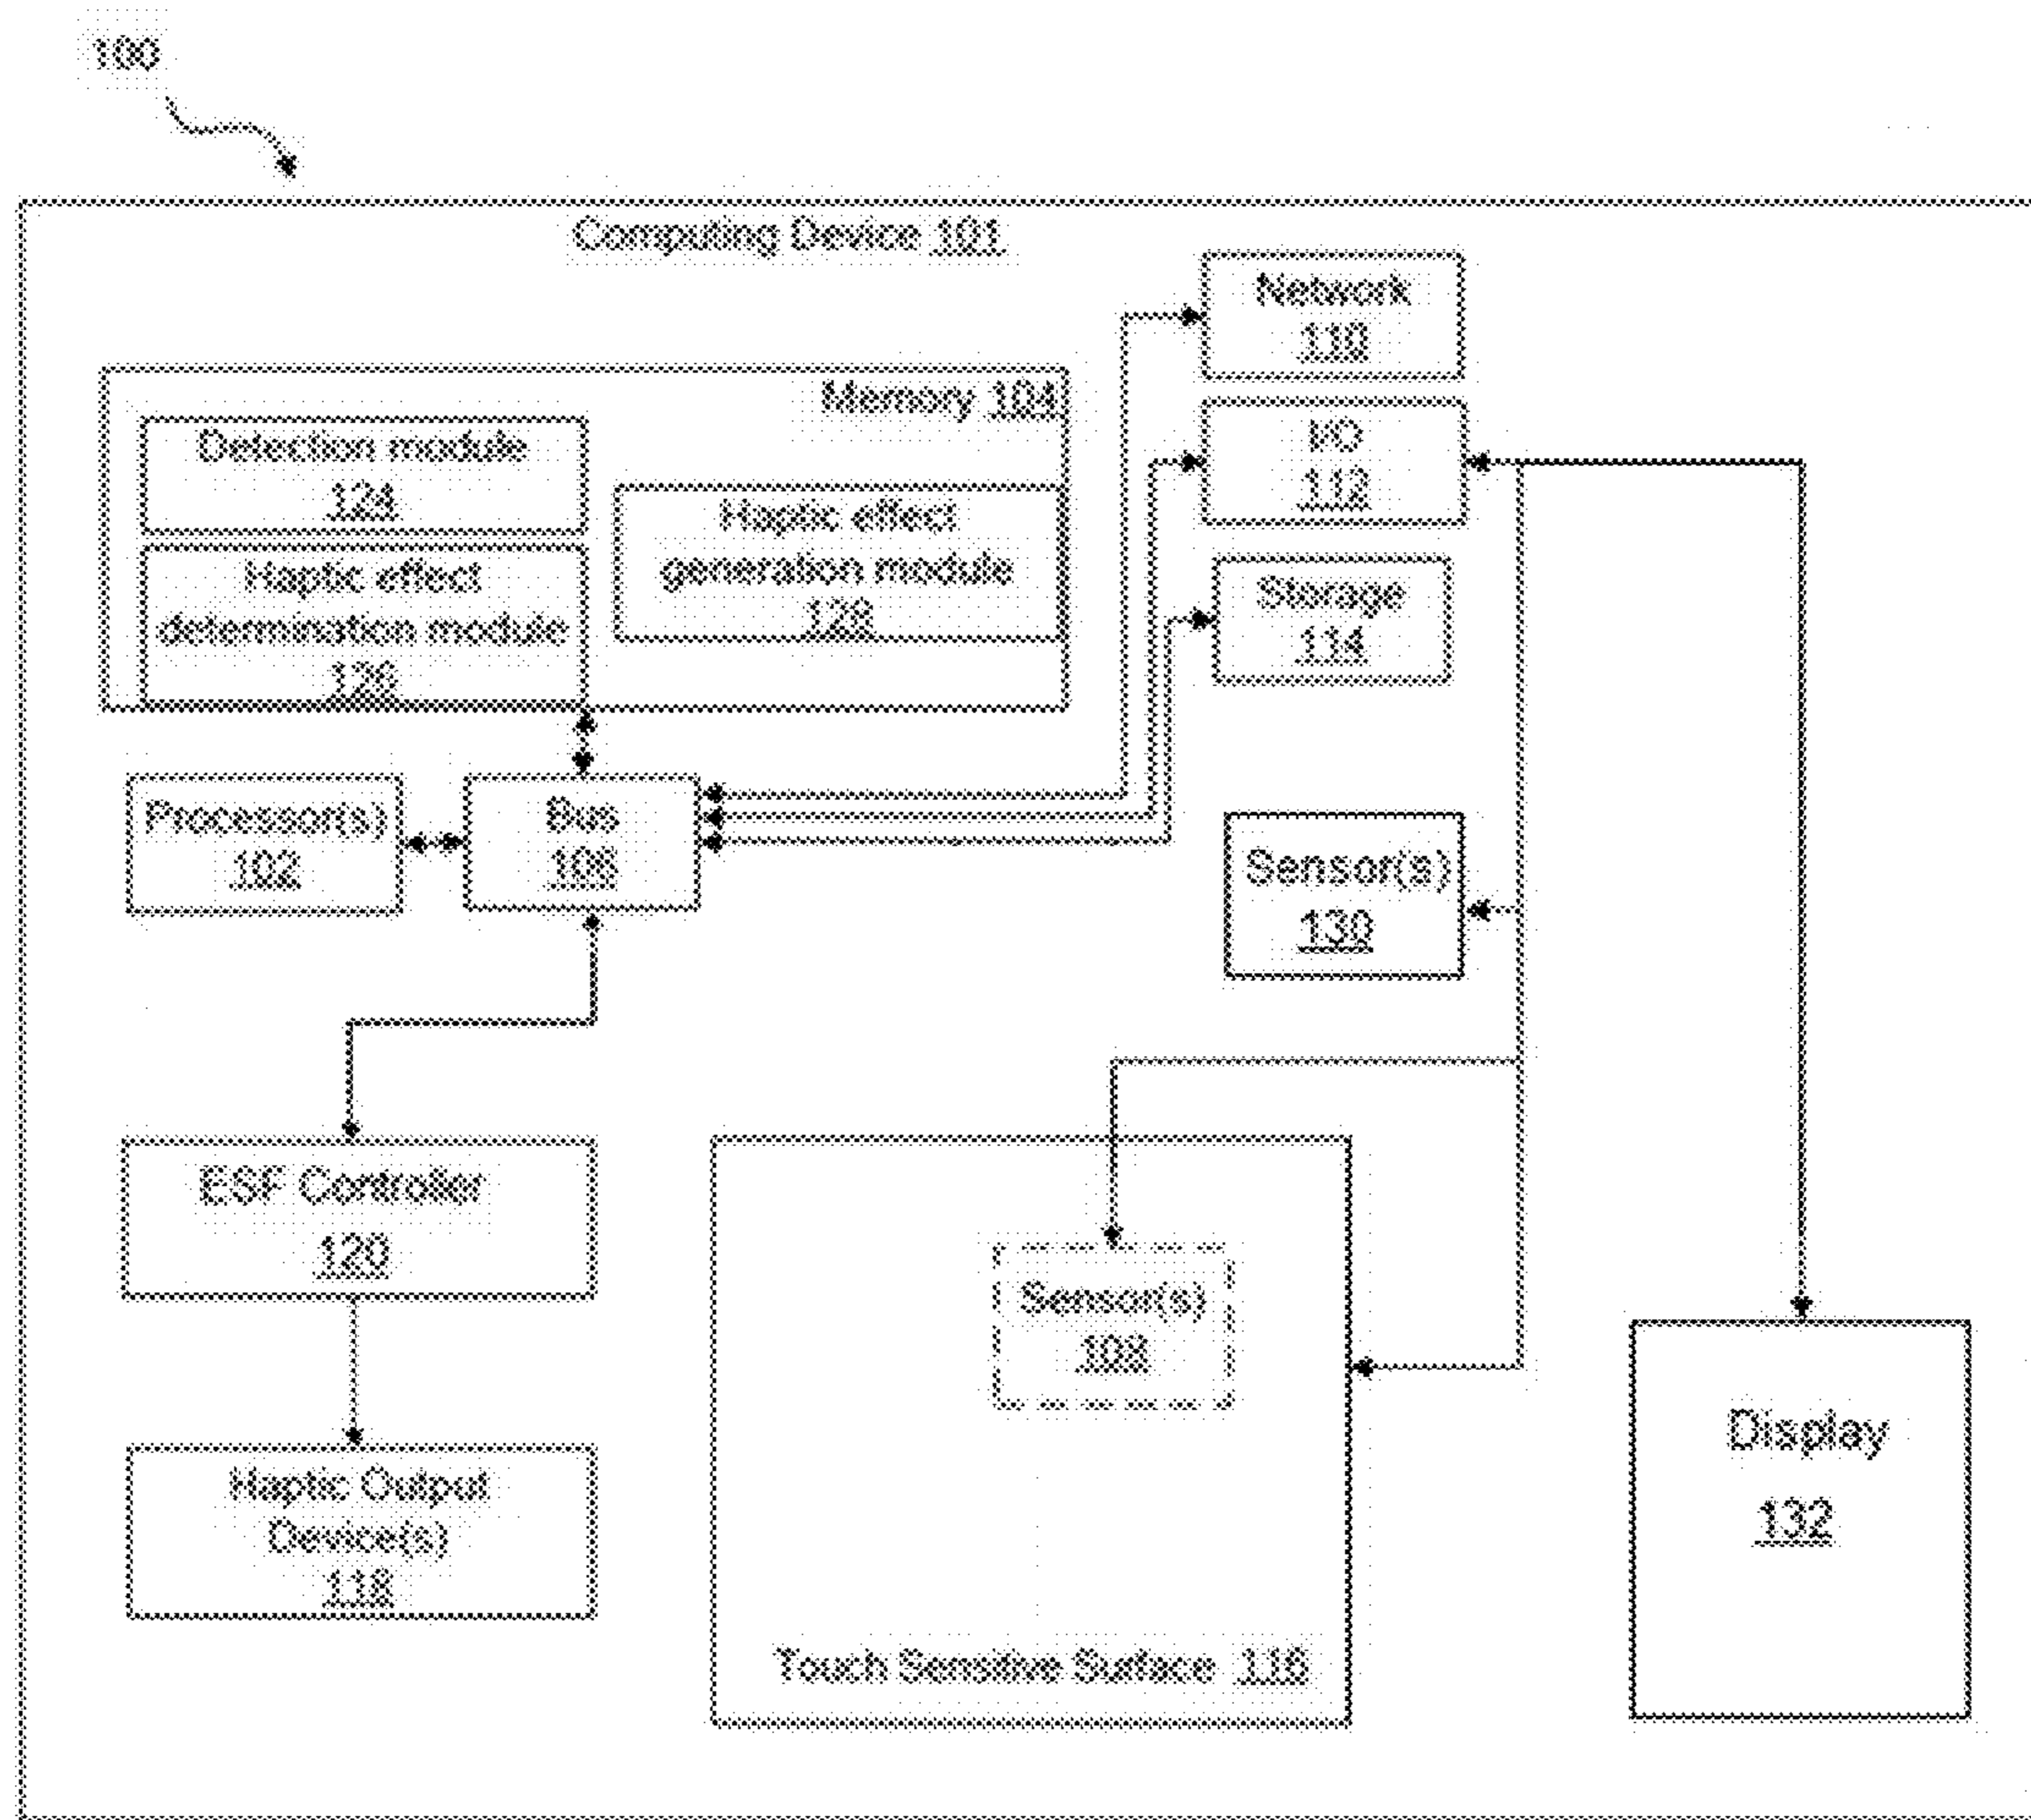 100
Computing Device 101
Network
110
Memory 104
Detection module
124
I/O
112
Haptic effect
generation module
128
Haptic effect
determination module
126
Storage
114
Processor(s)
102
Bus
106
Sensor(s)
130
ESF Controller
120
Sensor(s)
108
Haptic Output
Device(s)
118
Touch Sensitive Surface 116
Display
132